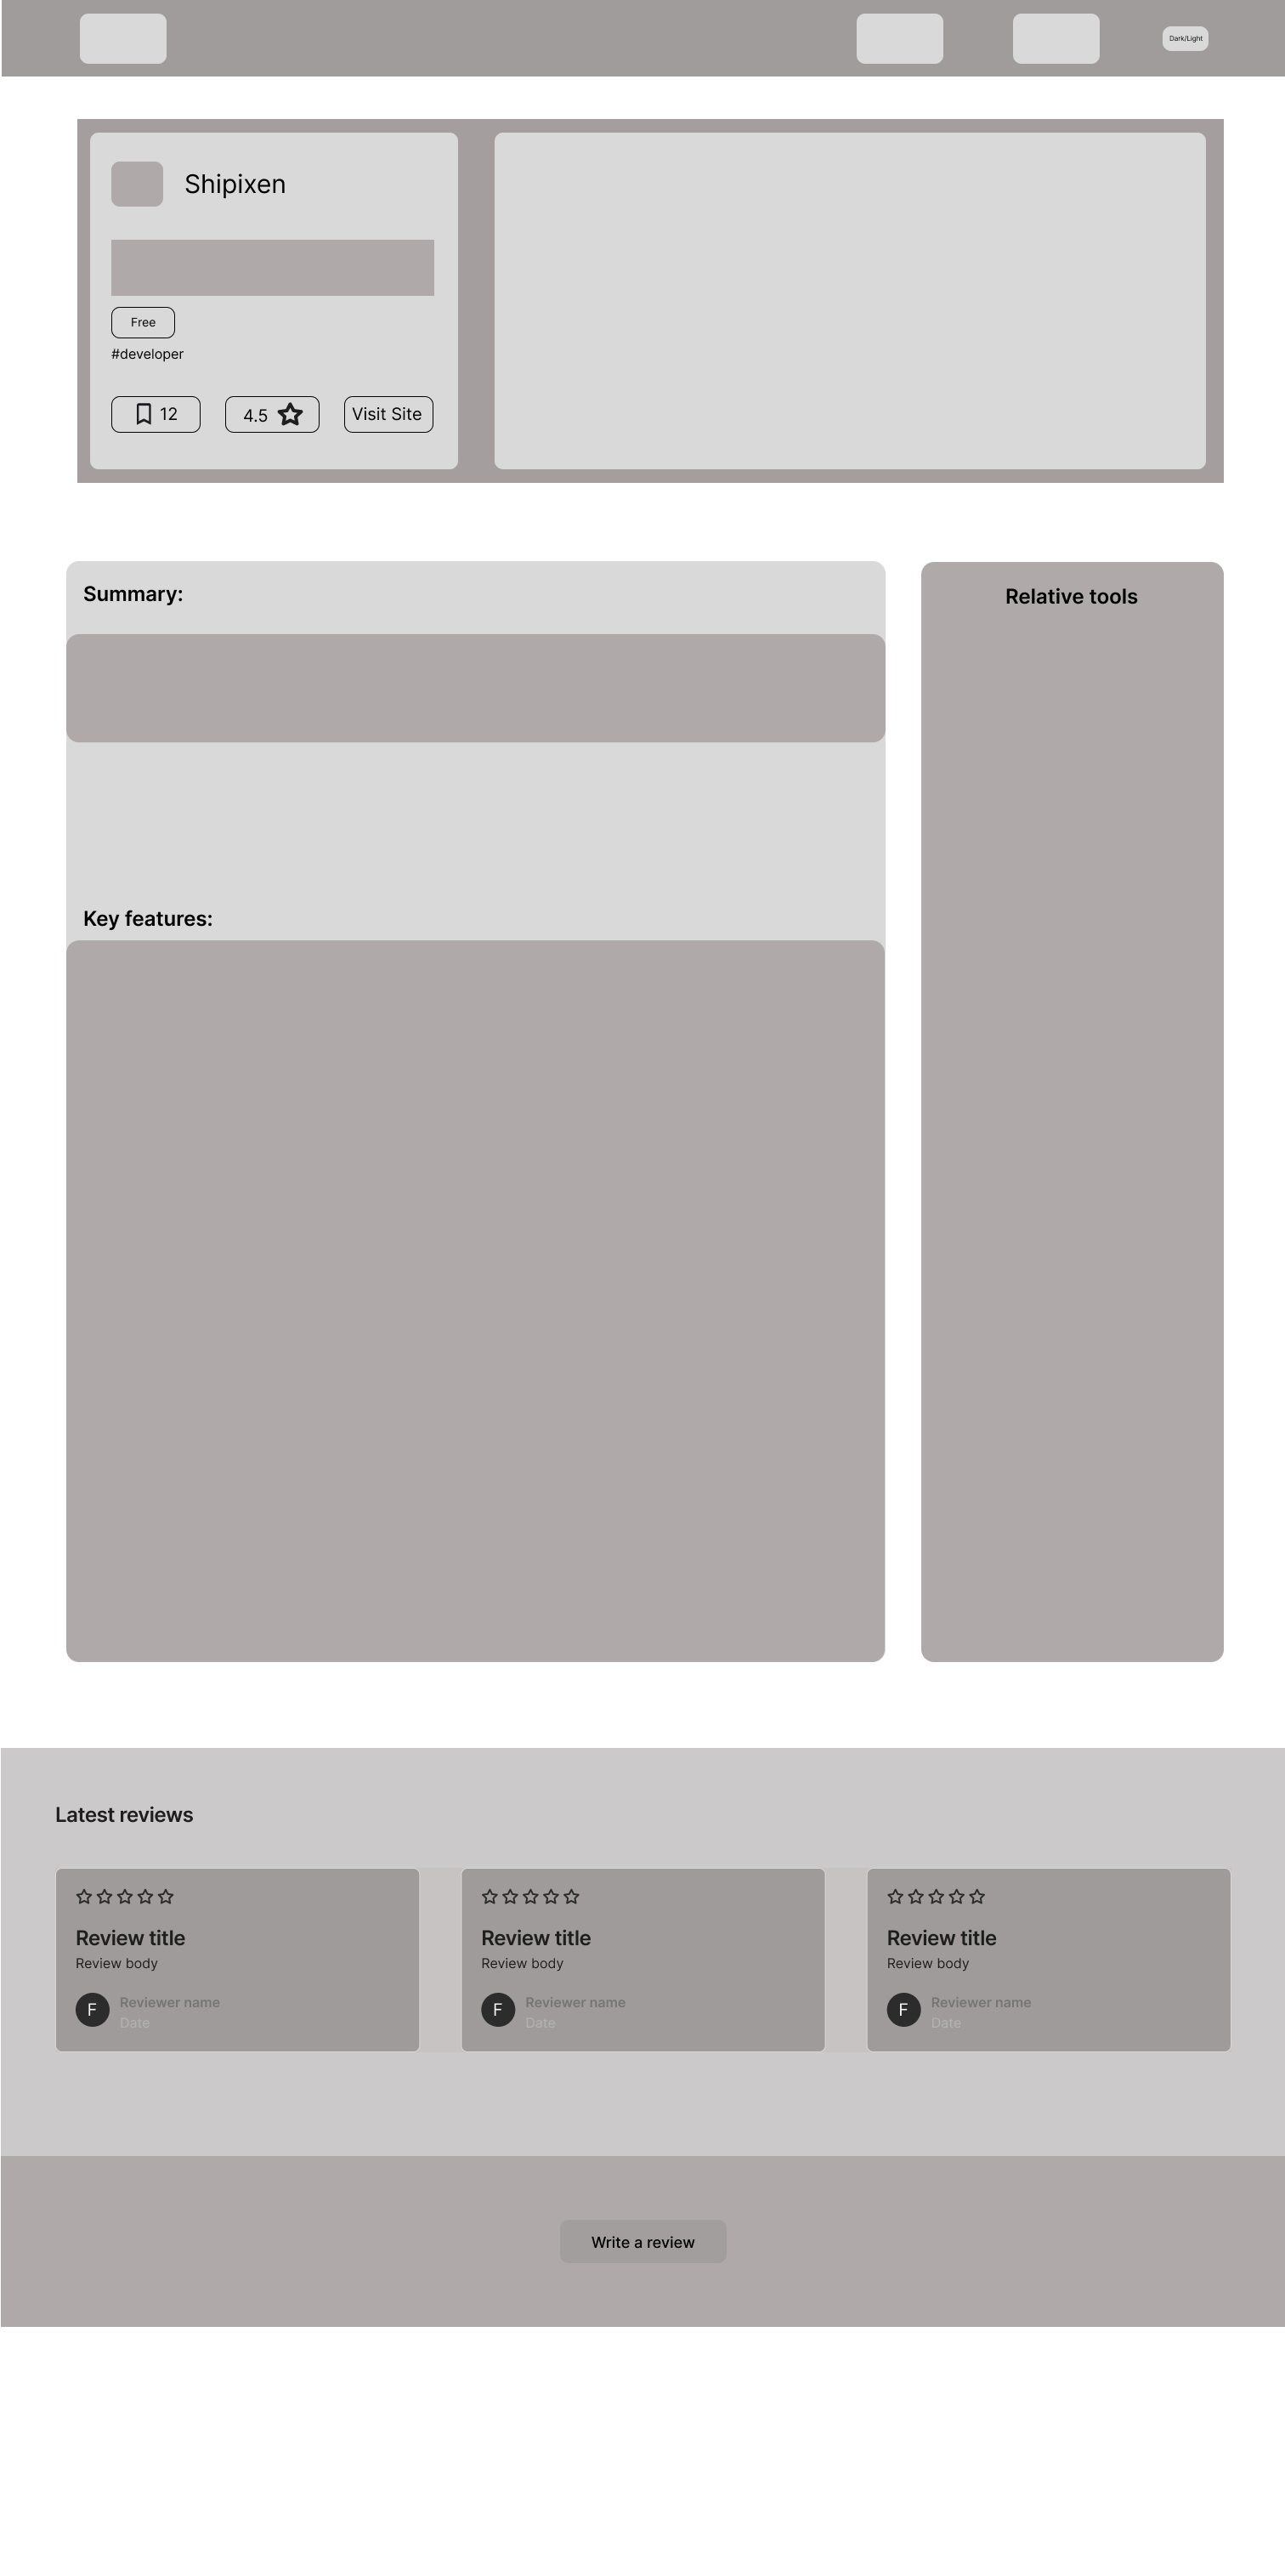 Dark/Light
Shipixen
Free
#developer
12
4.5
Visit Site
Summary:
Relative tools
Key features:
Latest reviews
Review title
Review body
F
Reviewer name
Date
Review title
Review body
F
Reviewer name
Date
Review title
Review body
F
Reviewer name
Date
Write a review